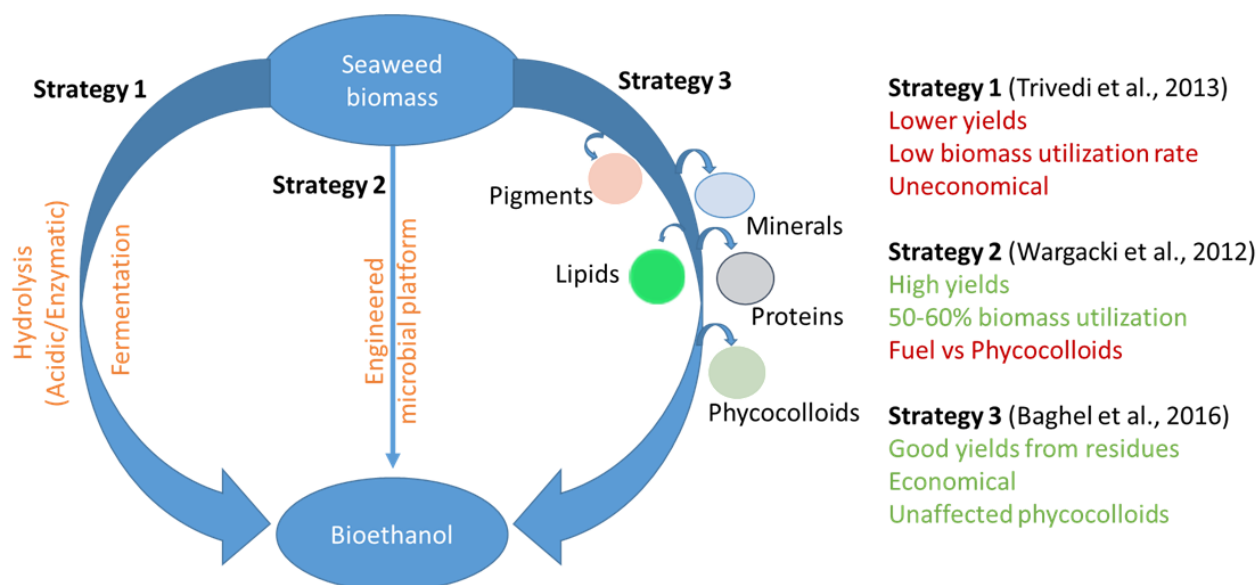 Seaweed
biomass
Strategy 1
Strategy 2
Strategy 3
Hydrolysis
(Acidic/Enzymatic)
Fermentation
Engineered
microbial platform
Pigments
Minerals
Lipids
Proteins
Phycocolloids
Bioethanol
Strategy 1 (Trivedi et al., 2013)
Lower yields
Low biomass utilization rate
Uneconomical
Strategy 2 (Wargacki et al., 2012)
High yields
50-60% biomass utilization
Fuel vs Phycocolloids
Strategy 3 (Baghel et al., 2016)
Good yields from residues
Economical
Unaffected phycocolloids